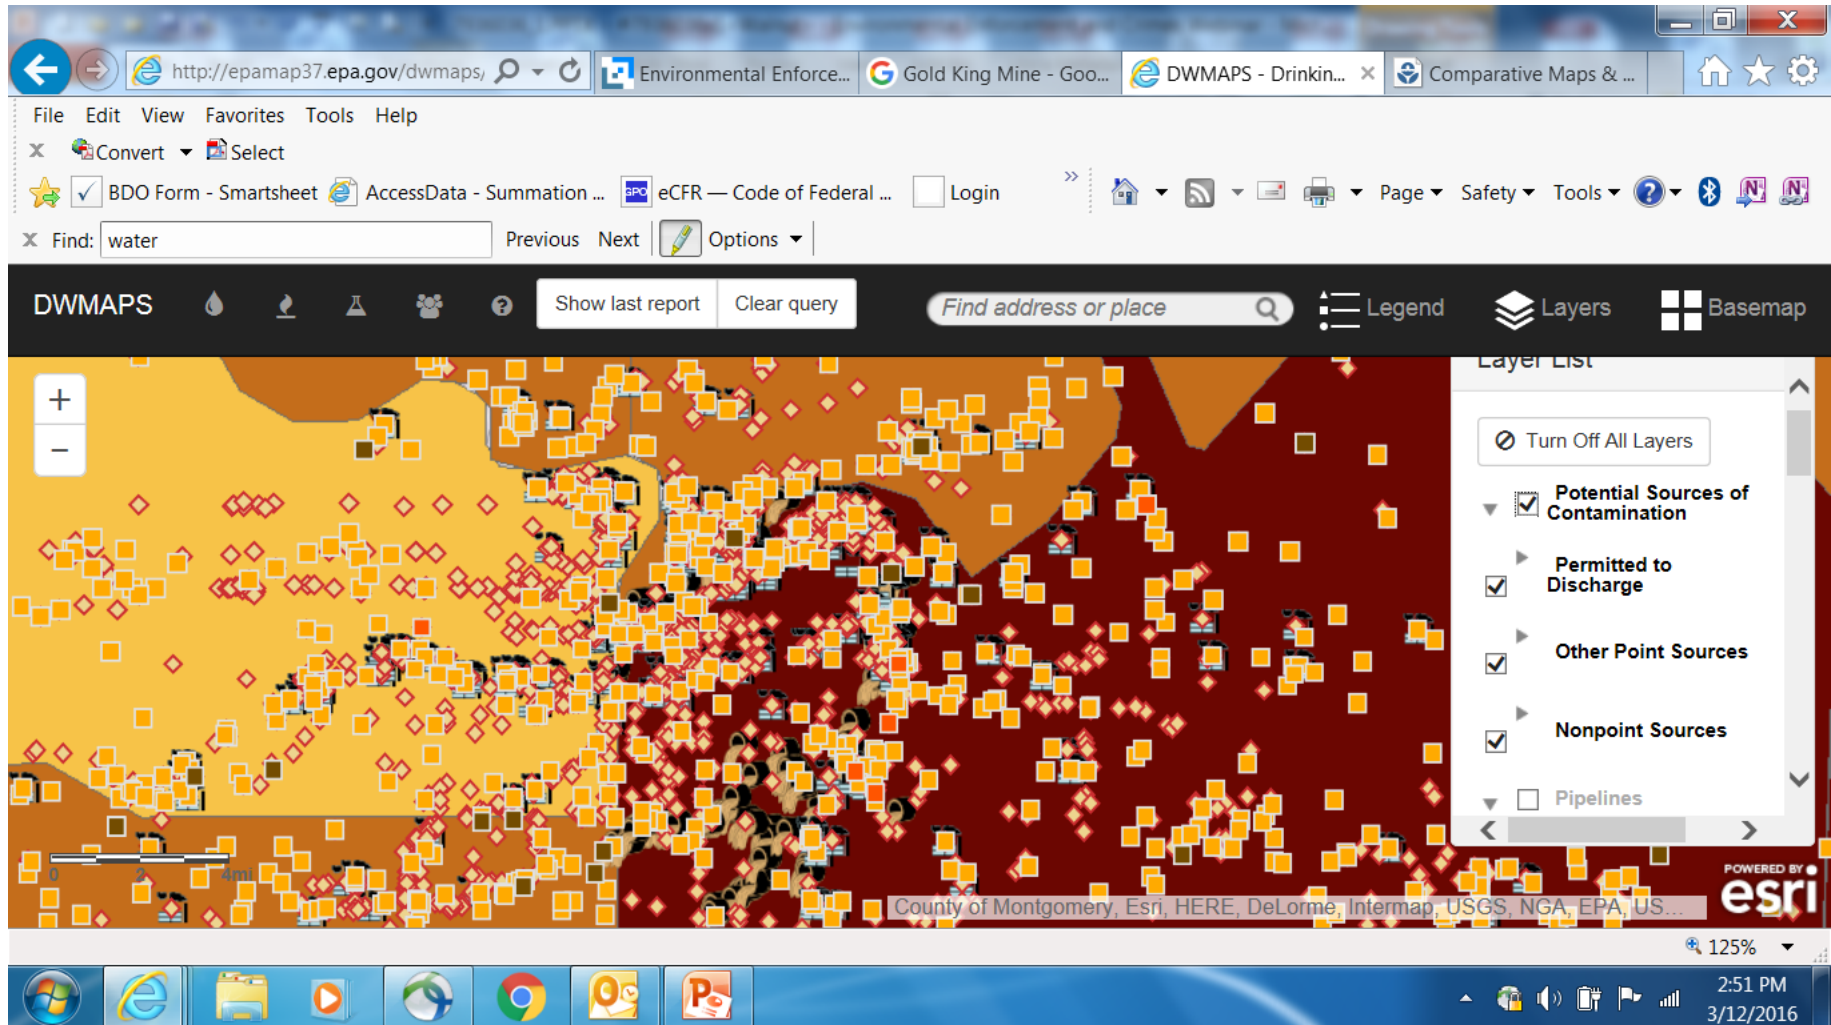 http://epamap37.epa.gov/dwmaps/
Environmental Enforce...
Gold King Mine - Goo...
DWMAPS - Drinkin...
Comparative Maps & ...
File Edit View Favorites Tools Help
x Convert Select
BDO Form - Smartsheet AccessData - Summation ... GPO eCFR — Code of Federal ... Login » Page Safety Tools
x Find: water Previous Next Options
DWMAPS Show last report Clear query Find address or place Legend Layers Basemap
Layer List
+
−
Turn Off All Layers
Potential Sources of
Contamination
Permitted to
Discharge
Other Point Sources
Nonpoint Sources
Pipelines
0 2 4mi
POWERED BY
esri
County of Montgomery, Esri, HERE, DeLorme, Intermap, USGS, NGA, EPA, US...
125%
2:51 PM
3/12/2016